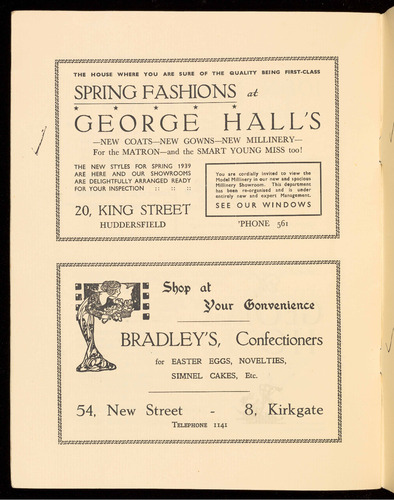 THE HOUSE WHERE YOU ARE SURE OF THE QUALITY BEING FIRST-CLASS
SPRING FASHIONS at
GEORGE HALL'S
—NEW COATS—NEW GOWNS—NEW MILLINERY—
For the MATRON—and the SMART YOUNG MISS too!
THE NEW STYLES FOR SPRING 1939
ARE HERE AND OUR SHOWROOMS
ARE DELIGHTFULLY ARRANGED READY
FOR YOUR INSPECTION :: :: ::
20, KING STREET
HUDDERSFIELD
You are cordially invited to view the
Model Millinery in our new and spacious
Millinery Showroom. This department
has been re-organised and is under
entirely new and expert Management.
SEE OUR WINDOWS
'PHONE 561
Shop at
Your Convenience
BRADLEY'S, Confectioners
for EASTER EGGS, NOVELTIES,
SIMNEL CAKES, Etc.
54, New Street - 8, Kirkgate
TELEPHONE 1141